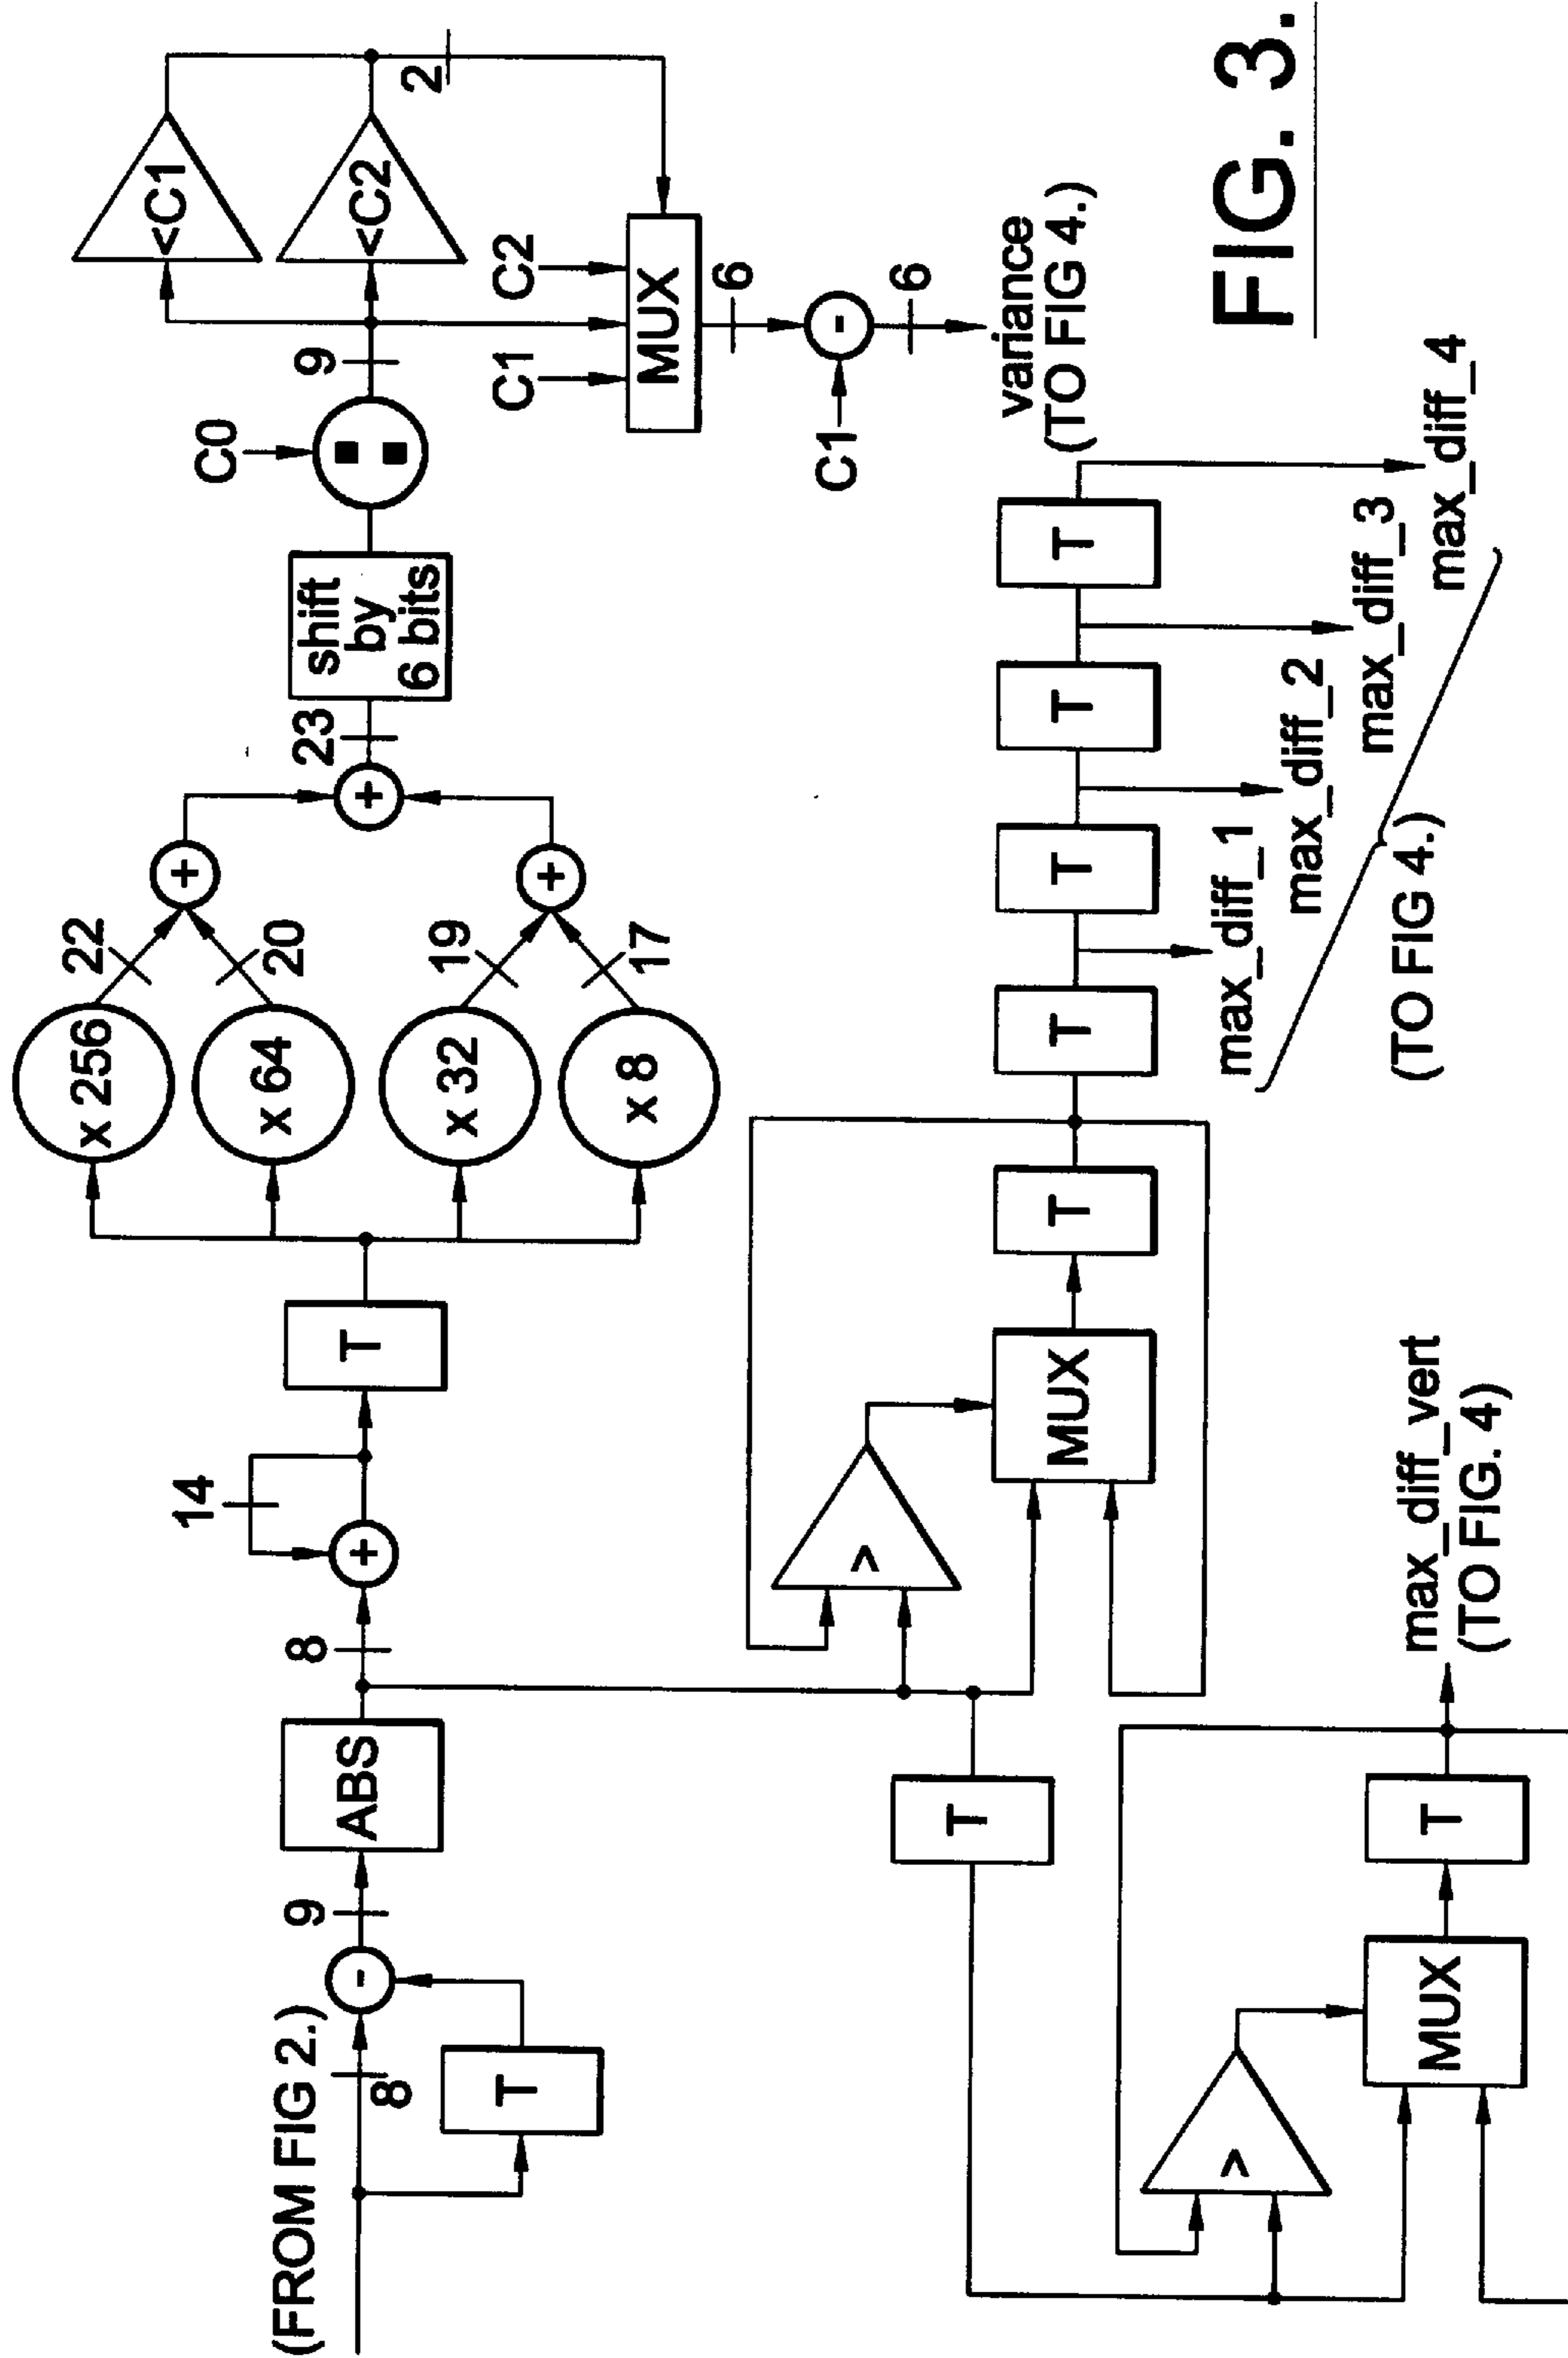 (FROM FIG 2.)
8
T
-
9
ABS
8
+
14
T
x 256
x 64
x 32
x 8
22
20
19
17
+
+
+
23
shift
by
6 bits
C0
9
<C1
<C2
2
C1
C2
MUX
6
C1
-
6
variance
(TO FIG 4.)
>
MUX
T
T
T
T
T
max_diff_1
max_diff_2
max_diff_3
max_diff_4
(TO FIG 4.)
T
>
MUX
T
max_diff_vert
(TO FIG. 4)
FIG. 3.